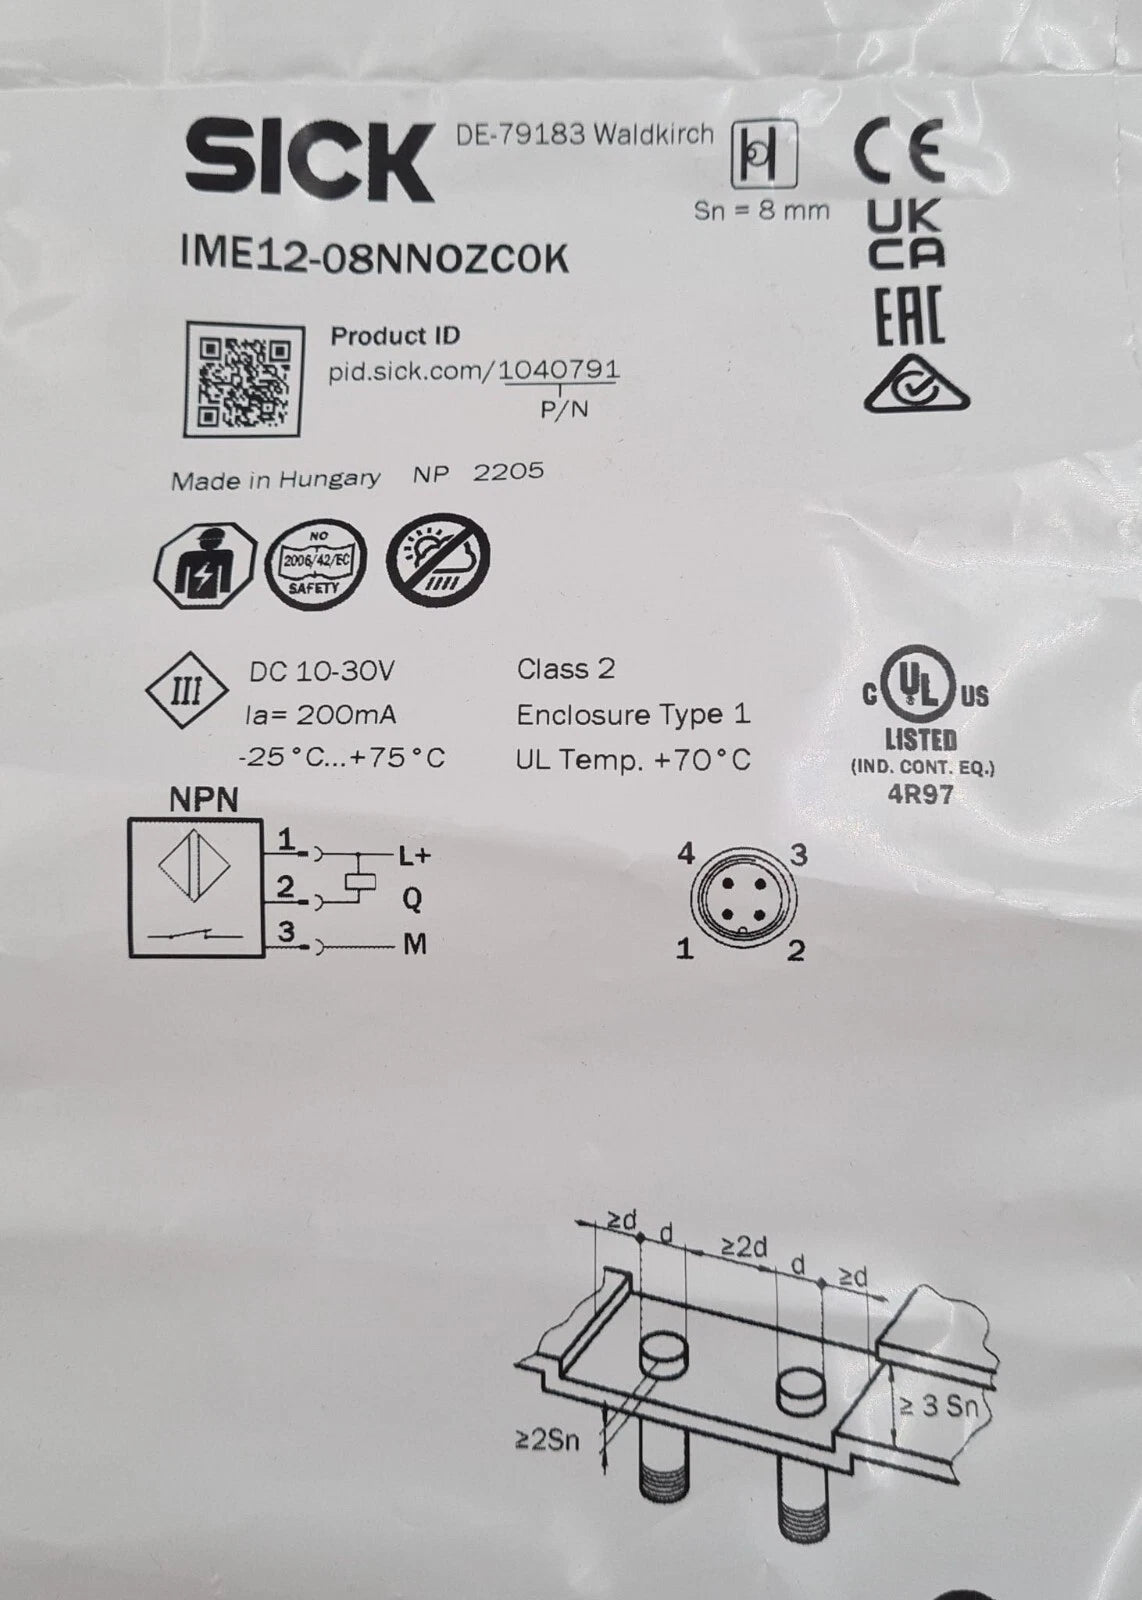 SICK DE-79183 Waldkirch
Sn = 8 mm
CE
UK
CA
EAC
IME12-08NNOZC0K
Product ID
pid.sick.com/1040791
P/N
Made in Hungary NP 2205
NO
2006/42/EC
SAFETY
III
DC 10-30V
Ia= 200mA
-25°C...+75°C
Class 2
Enclosure Type 1
UL Temp. +70°C
C UL US
LISTED
(IND. CONT. EQ.)
4R97
NPN
1 L+
2 Q
3 M
4 3
1 2
≥d d ≥2d d ≥d
≥ 3 Sn
≥2Sn